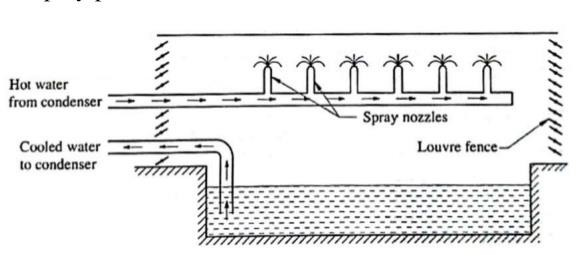 Hot water
from condenser
Spray nozzles
Cooled water
to condenser
Louvre fence